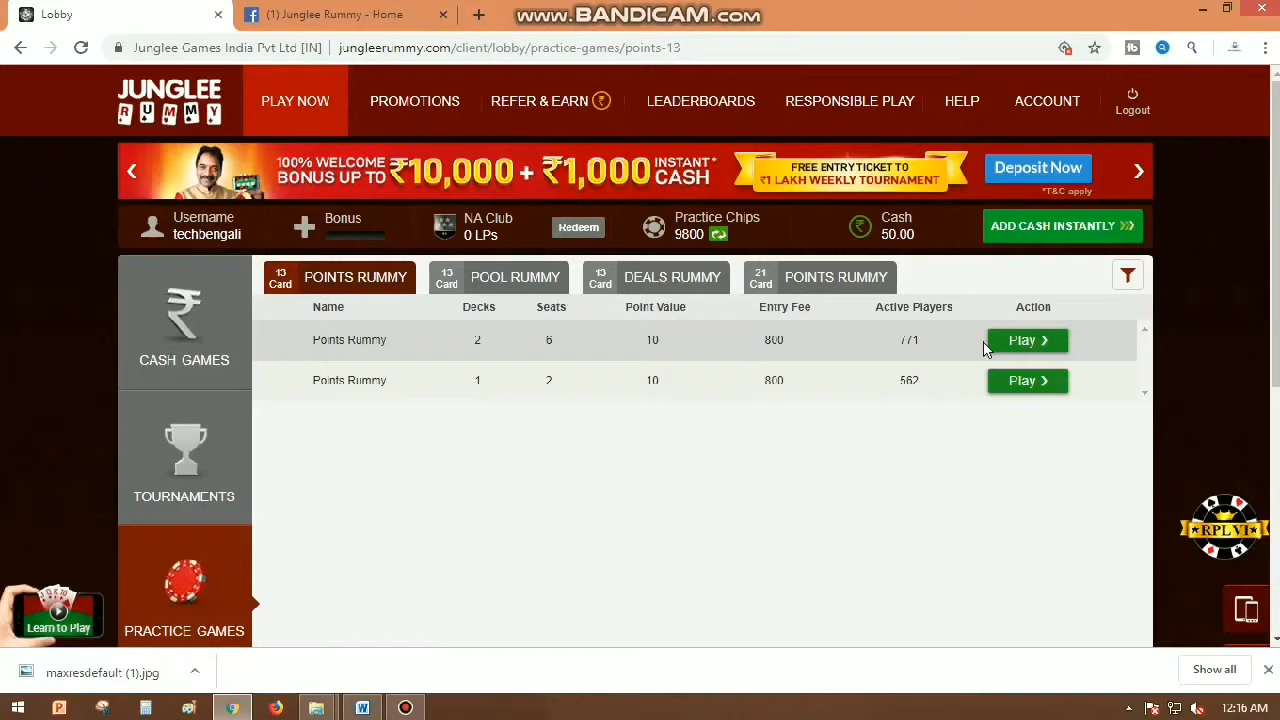 Lobby
(1) Junglee Rummy - Home
www.BANDICAM.com
Junglee Games India Pvt Ltd [IN] jungleerummy.com/client/lobby/practice-games/points-13
JUNGLEE
RUMMY
PLAY NOW
PROMOTIONS
REFER & EARN ₹
LEADERBOARDS
RESPONSIBLE PLAY
HELP
ACCOUNT
Logout
100% WELCOME
BONUS UP TO ₹10,000 + ₹1,000 INSTANT*
CASH
FREE ENTRY TICKET TO
₹1 LAKH WEEKLY TOURNAMENT
Deposit Now
*T&C apply
Username
techbengali
Bonus
NA Club
0 LPs
Redeem
Practice Chips
9800
Cash
50.00
ADD CASH INSTANTLY
13
Card
POINTS RUMMY
13
Card
POOL RUMMY
13
Card
DEALS RUMMY
21
Card
POINTS RUMMY
Name Decks Seats Point Value Entry Fee Active Players Action
Points Rummy 2 6 10 800 771 Play
Points Rummy 1 2 10 800 562 Play
₹
CASH GAMES
TOURNAMENTS
PRACTICE GAMES
RPL VI
Learn to Play
maxresdefault (1).jpg
Show all
12:16 AM